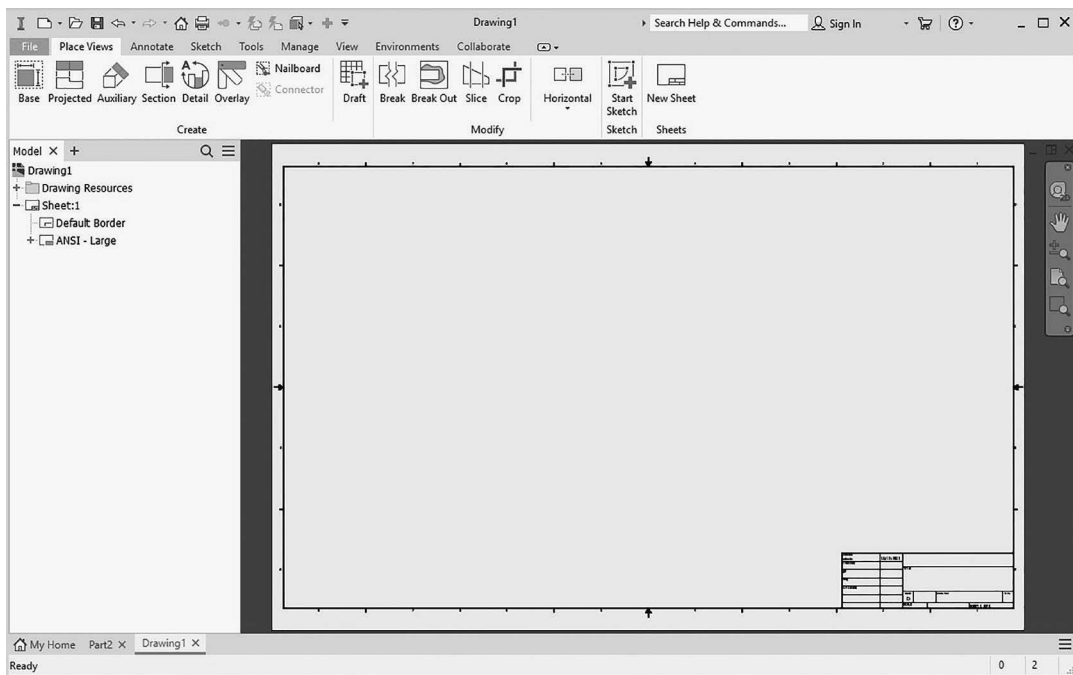 I Drawing1 Search Help & Commands... Sign In
File Place Views Annotate Sketch Tools Manage View Environments Collaborate
Base Projected Auxiliary Section Detail Overlay Nailboard Connector Draft Break Break Out Slice Crop Horizontal Start Sketch New Sheet
Create Modify Sketch Sheets
Model
Drawing1
Drawing Resources
Sheet:1
Default Border
ANSI - Large
2D
My Home Part2 Drawing1
Ready 0 2